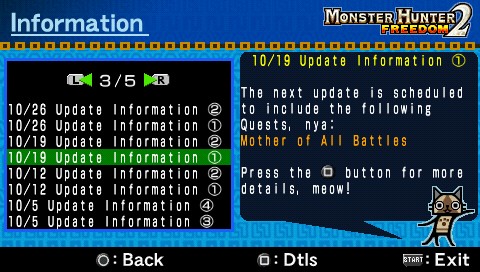 Information
MONSTER HUNTER
FREEDOM 2
L 3/5 R
10/26 Update Information ②
10/26 Update Information ①
10/19 Update Information ②
10/19 Update Information ①
10/12 Update Information ②
10/12 Update Information ①
10/5 Update Information ④
10/5 Update Information ③
10/19 Update Information ①
The next update is scheduled
to include the following
Quests, nya:
Mother of All Battles
Press the □ button for more
details, meow!
○: Back
□: Dtls
START: Exit